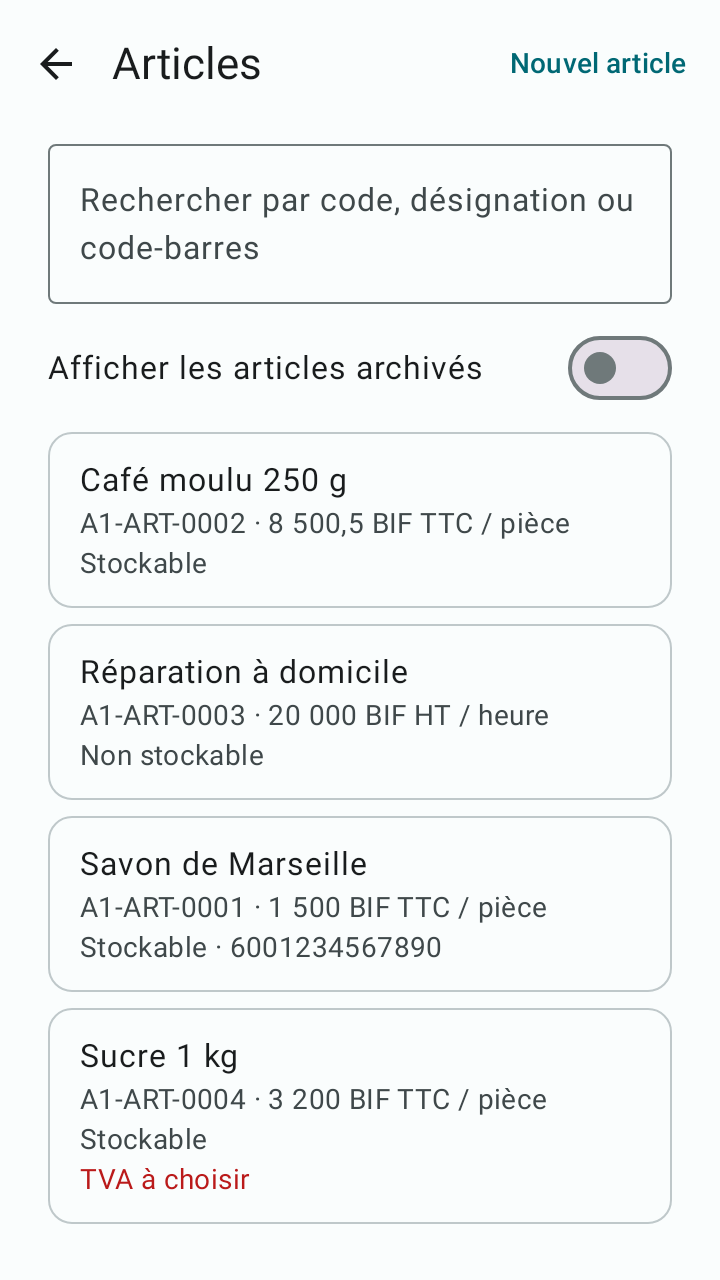 Articles
Nouvel article
Rechercher par code, désignation ou
code-barres
Afficher les articles archivés
Café moulu 250 g
A1-ART-0002 · 8 500,5 BIF TTC / pièce
Stockable
Réparation à domicile
A1-ART-0003 · 20 000 BIF HT / heure
Non stockable
Savon de Marseille
A1-ART-0001 · 1 500 BIF TTC / pièce
Stockable · 6001234567890
Sucre 1 kg
A1-ART-0004 · 3 200 BIF TTC / pièce
Stockable
TVA à choisir